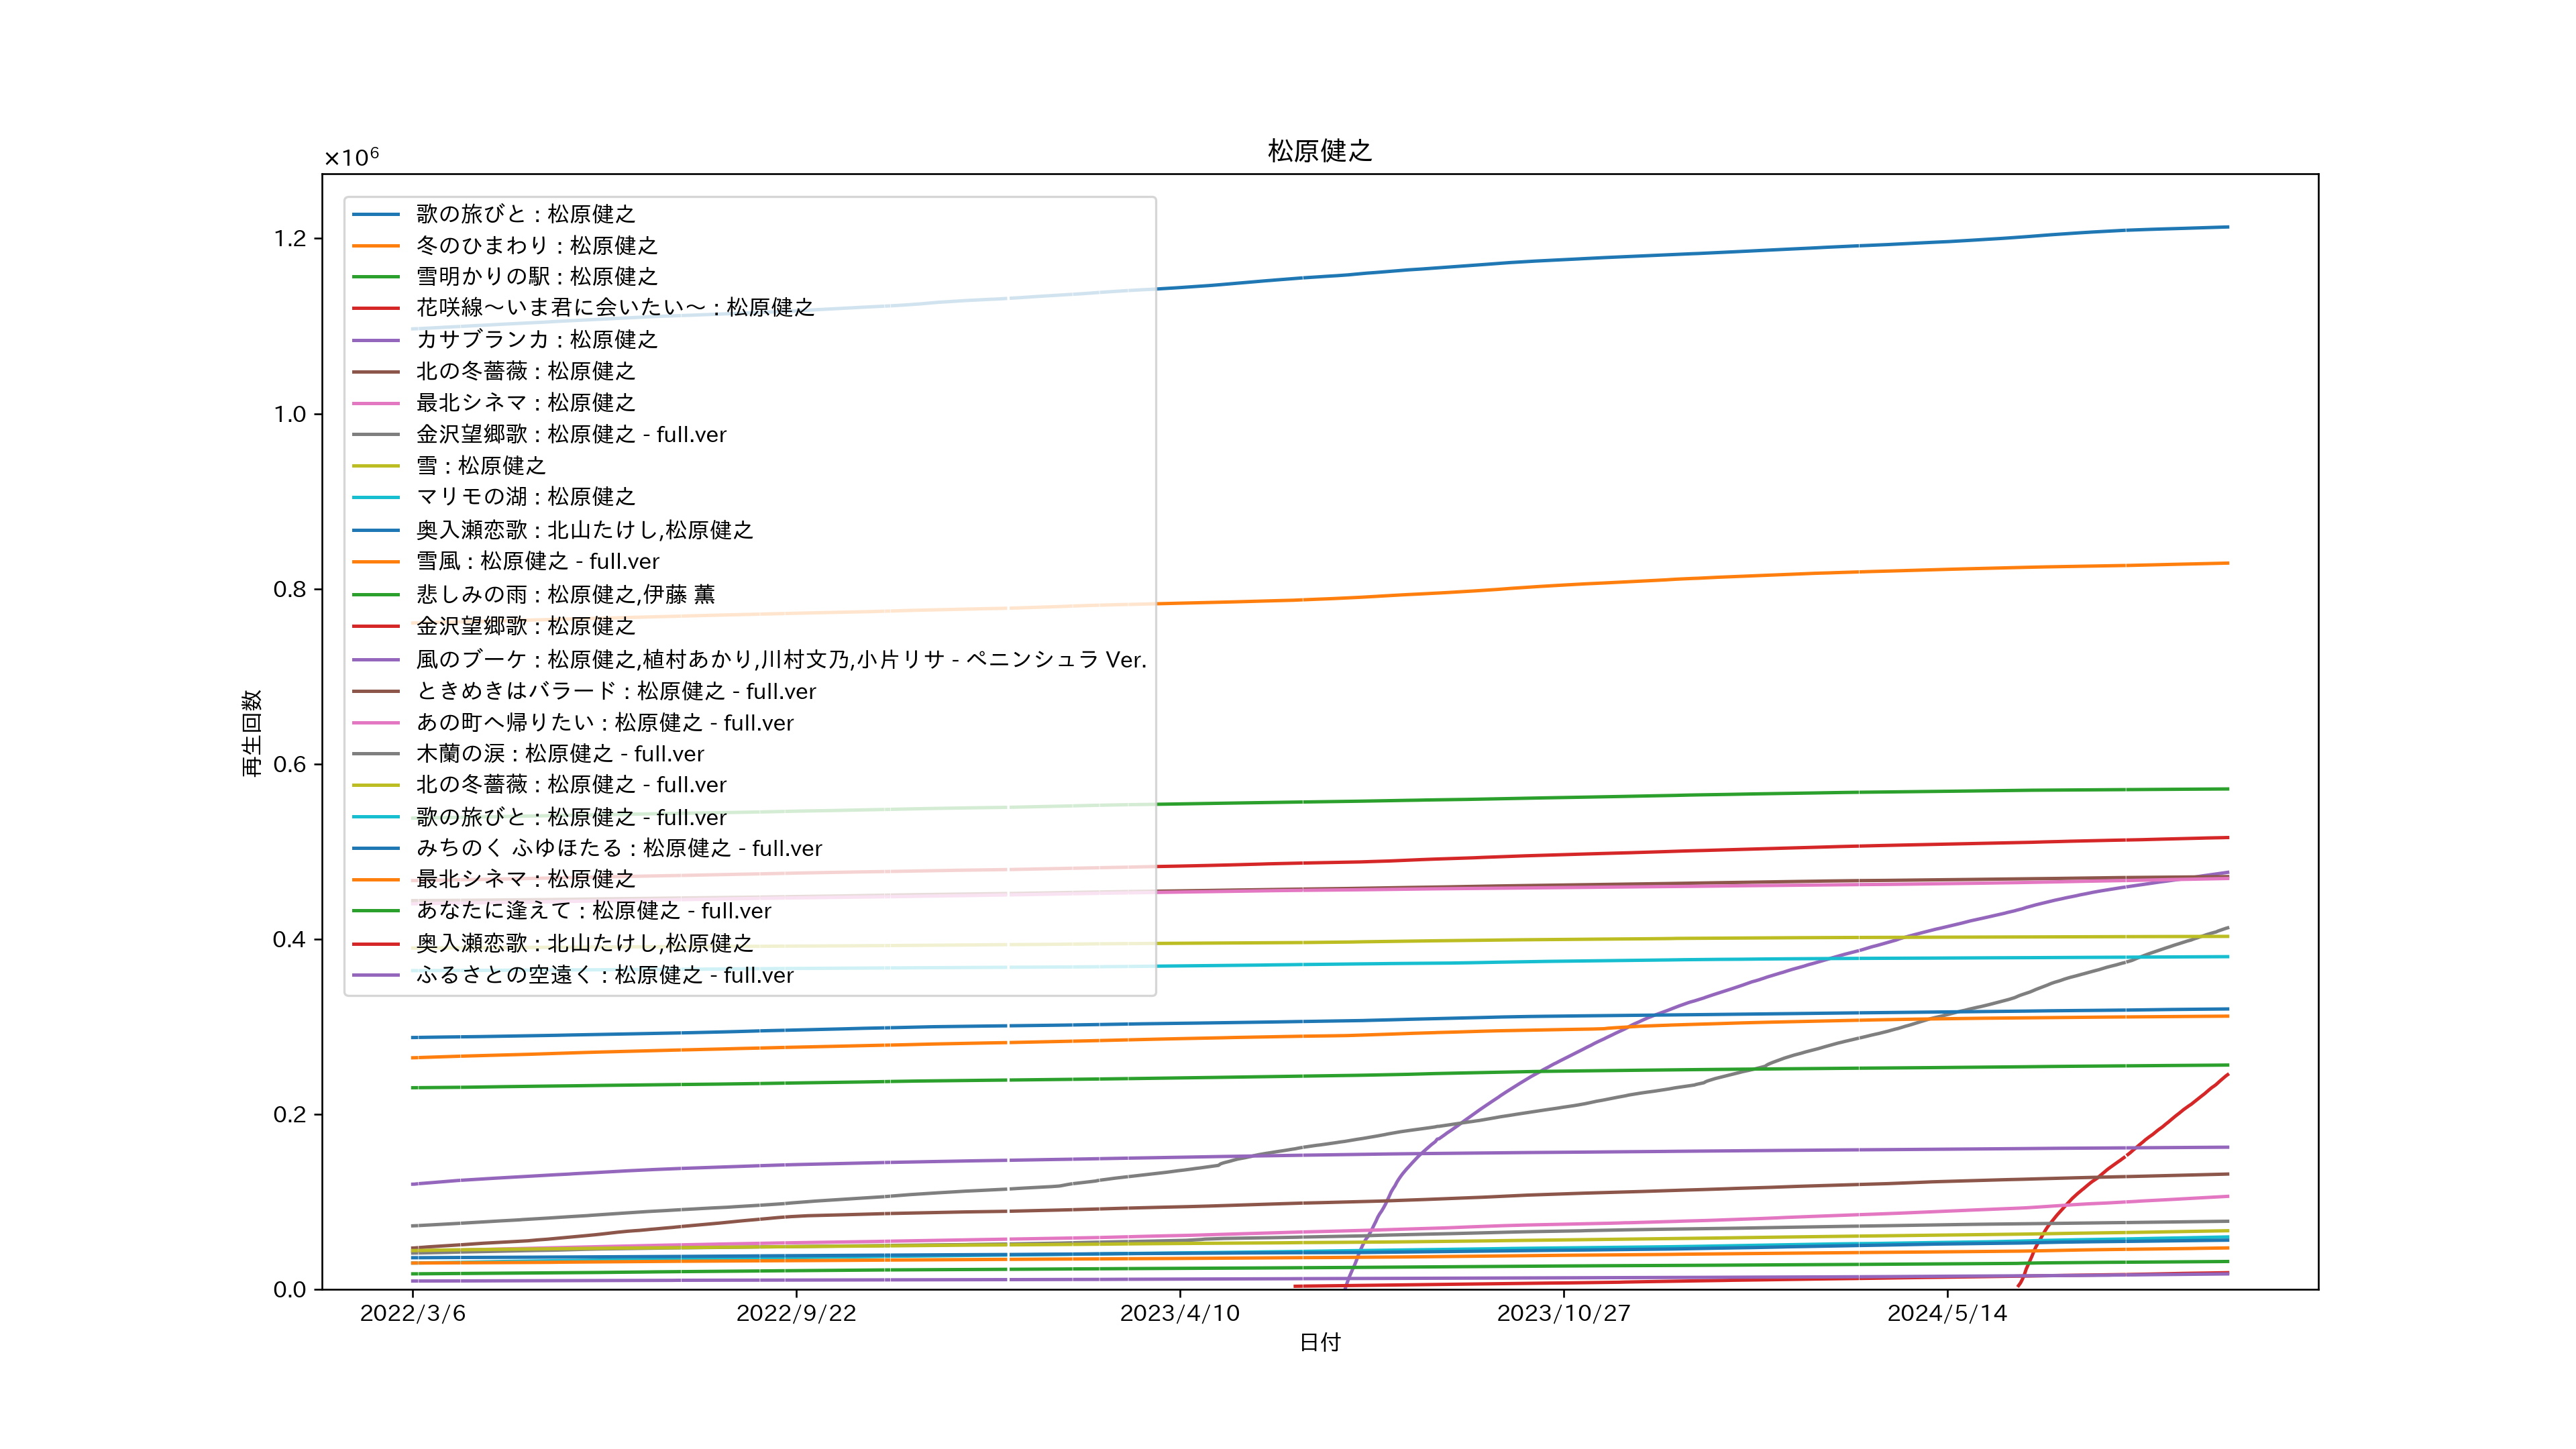 松原健之
×10⁶
1.2
1.0
0.8
0.6
0.4
0.2
0.0
再生回数
歌の旅びと : 松原健之
冬のひまわり : 松原健之
雪明かりの駅 : 松原健之
花咲線〜いま君に会いたい〜 : 松原健之
カサブランカ : 松原健之
北の冬薔薇 : 松原健之
最北シネマ : 松原健之
金沢望郷歌 : 松原健之 - full.ver
雪 : 松原健之
マリモの湖 : 松原健之
奥入瀬恋歌 : 北山たけし,松原健之
雪風 : 松原健之 - full.ver
悲しみの雨 : 松原健之,伊藤 薫
金沢望郷歌 : 松原健之
風のブーケ : 松原健之,植村あかり,川村文乃,小片リサ - ペニンシュラ Ver.
ときめきはバラード : 松原健之 - full.ver
あの町へ帰りたい : 松原健之 - full.ver
木蘭の涙 : 松原健之 - full.ver
北の冬薔薇 : 松原健之 - full.ver
歌の旅びと : 松原健之 - full.ver
みちのく ふゆほたる : 松原健之 - full.ver
最北シネマ : 松原健之
あなたに逢えて : 松原健之 - full.ver
奥入瀬恋歌 : 北山たけし,松原健之
ふるさとの空遠く : 松原健之 - full.ver
2022/3/6
2022/9/22
2023/4/10
2023/10/27
2024/5/14
日付